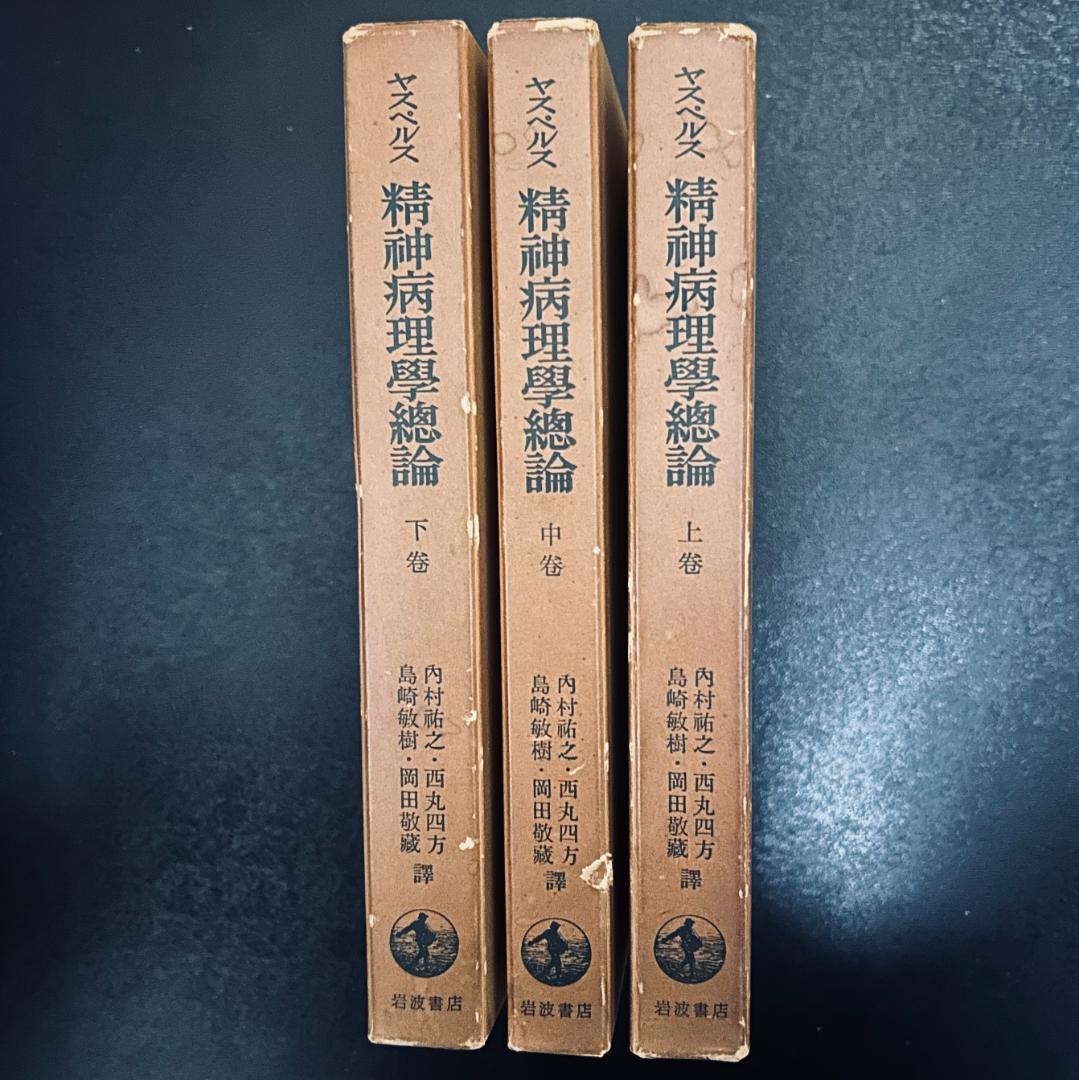 ヤスペルス
精神病理學總論
上卷
內村祐之・西丸四方
島崎敏樹・岡田敬藏
譯
岩波書店
ヤスペルス
精神病理學總論
中卷
內村祐之・西丸四方
島崎敏樹・岡田敬藏
譯
岩波書店
ヤスペルス
精神病理學總論
下卷
內村祐之・西丸四方
島崎敏樹・岡田敬藏
譯
岩波書店